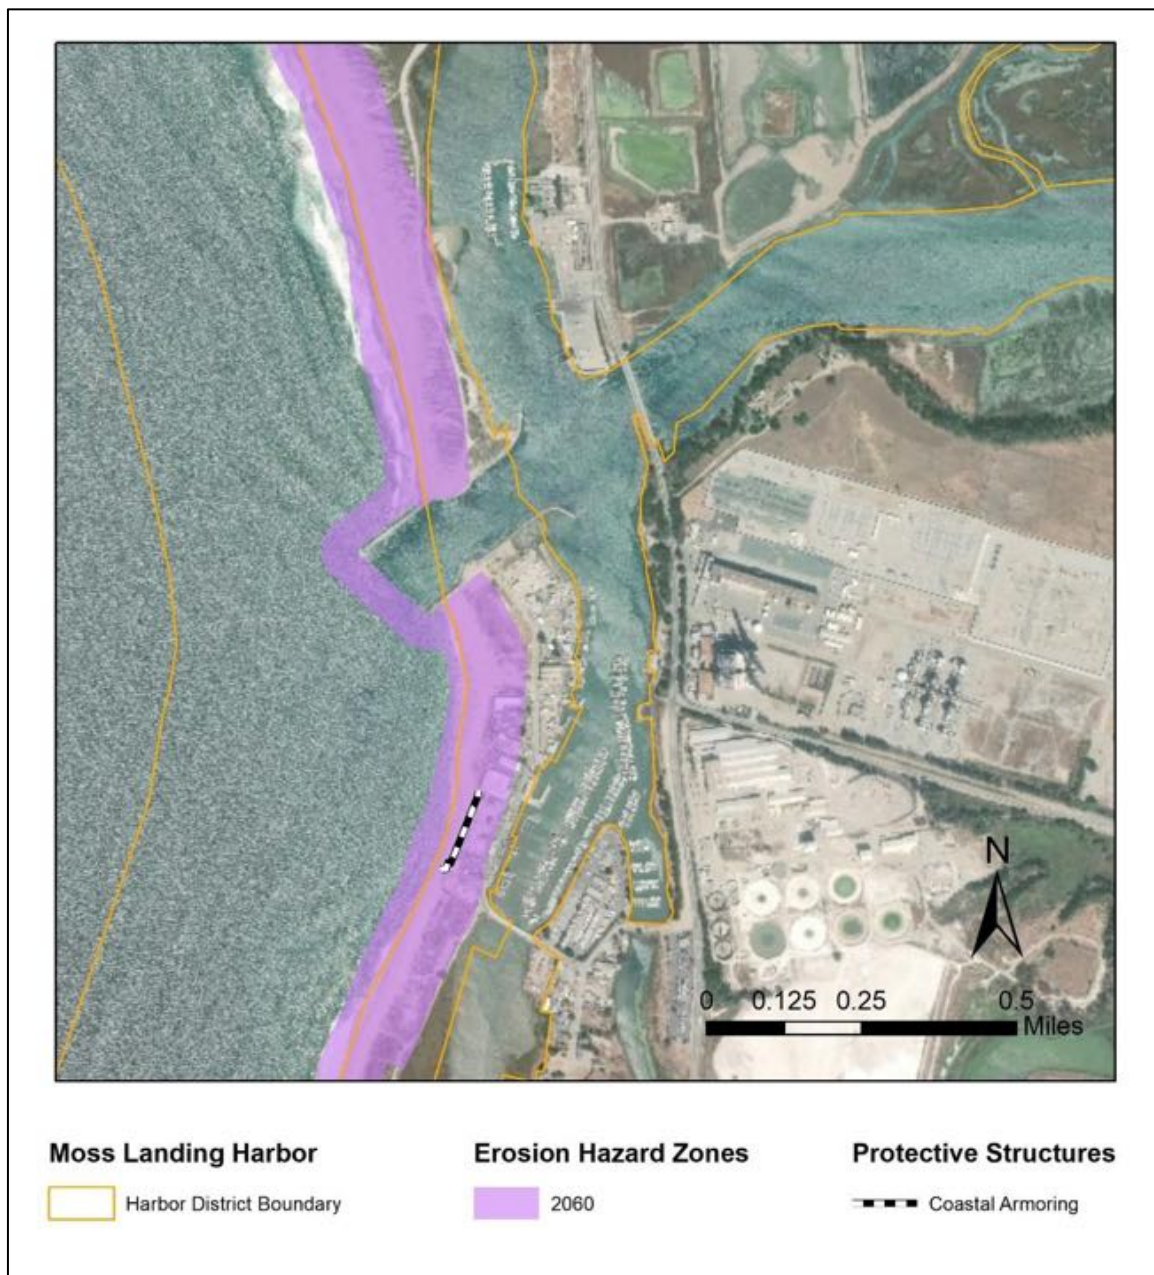 N
0 0.125 0.25 0.5
Miles
Moss Landing Harbor
Harbor District Boundary
Erosion Hazard Zones
2060
Protective Structures
Coastal Armoring